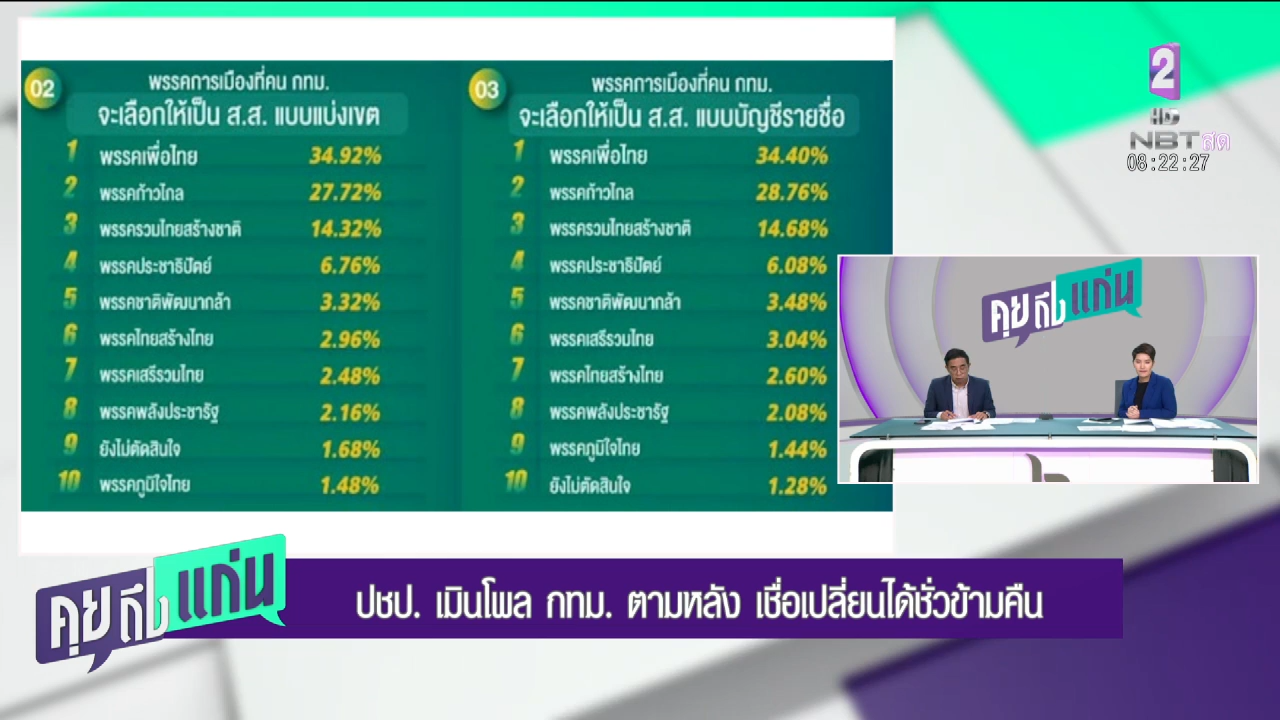 02
พรรคการเมืองที่คน กทม.
จะเลือกให้เป็น ส.ส. แบบแบ่งเขต
1 พรรคเพื่อไทย 34.92%
2 พรรคก้าวไกล 27.72%
3 พรรครวมไทยสร้างชาติ 14.32%
4 พรรคประชาธิปัตย์ 6.76%
5 พรรคชาติพัฒนากล้า 3.32%
6 พรรคไทยสร้างไทย 2.96%
7 พรรคเสรีรวมไทย 2.48%
8 พรรคพลังประชารัฐ 2.16%
9 ยังไม่ตัดสินใจ 1.68%
10 พรรคภูมิใจไทย 1.48%
03
พรรคการเมืองที่คน กทม.
จะเลือกให้เป็น ส.ส. แบบบัญชีรายชื่อ
1 พรรคเพื่อไทย 34.40%
2 พรรคก้าวไกล 28.76%
3 พรรครวมไทยสร้างชาติ 14.68%
4 พรรคประชาธิปัตย์ 6.08%
5 พรรคชาติพัฒนากล้า 3.48%
6 พรรคเสรีรวมไทย 3.04%
7 พรรคไทยสร้างไทย 2.60%
8 พรรคพลังประชารัฐ 2.08%
9 พรรคภูมิใจไทย 1.44%
10 ยังไม่ตัดสินใจ 1.28%
2
HD
NBT สด
08:22:27
คุยถึงแก่น
คุยถึงแก่น
ปชป. เมินโพล กทม. ตามหลัง เชื่อเปลี่ยนได้ชั่วข้ามคืน